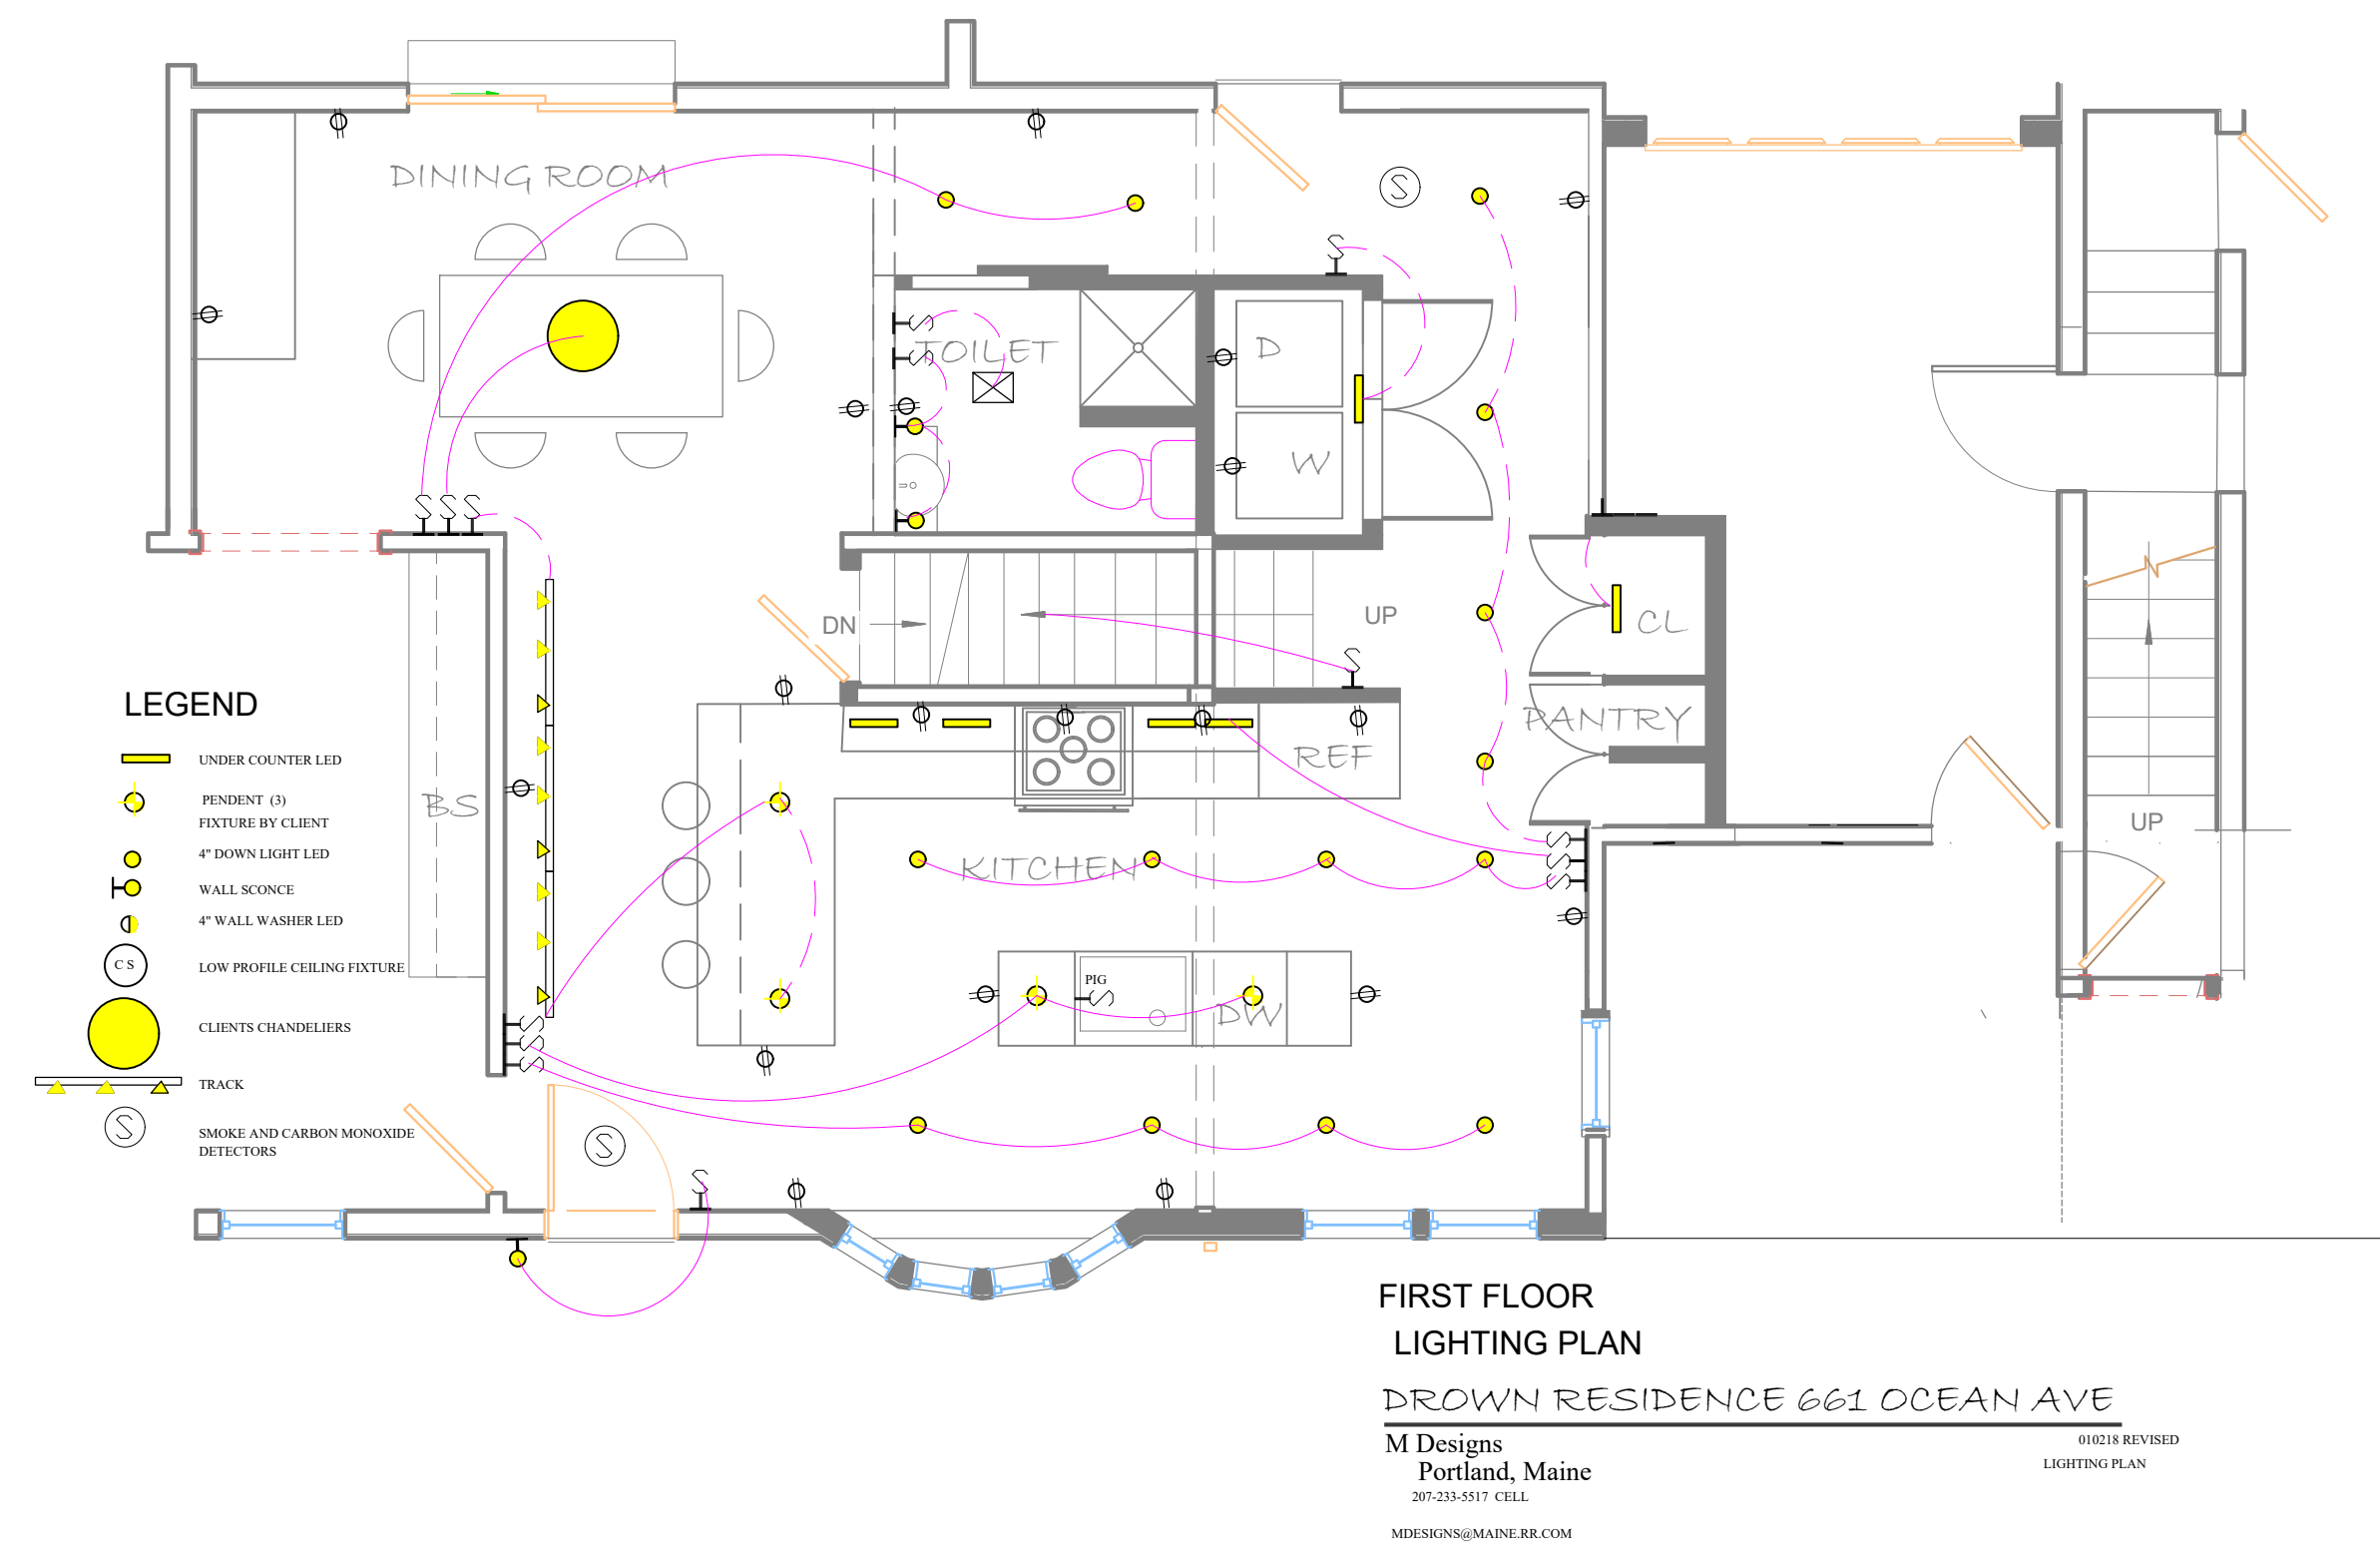 DINING ROOM
S
S
TOILET
S
S
D
W
S S S
DN
UP
S
CL
LEGEND
UNDER COUNTER LED
PENDENT (3)
FIXTURE BY CLIENT
4" DOWN LIGHT LED
WALL SCONCE
4" WALL WASHER LED
C S
LOW PROFILE CEILING FIXTURE
CLIENTS CHANDELIERS
TRACK
S
SMOKE AND CARBON MONOXIDE
DETECTORS
BS
PANTRY
REF
UP
KITCHEN
S
S
S
PIG
S
DW
S
S
S
S
S
FIRST FLOOR
LIGHTING PLAN
DROWN RESIDENCE 661 OCEAN AVE
M Designs
Portland, Maine
207-233-5517 CELL
MDESIGNS@MAINE.RR.COM
010218 REVISED
LIGHTING PLAN